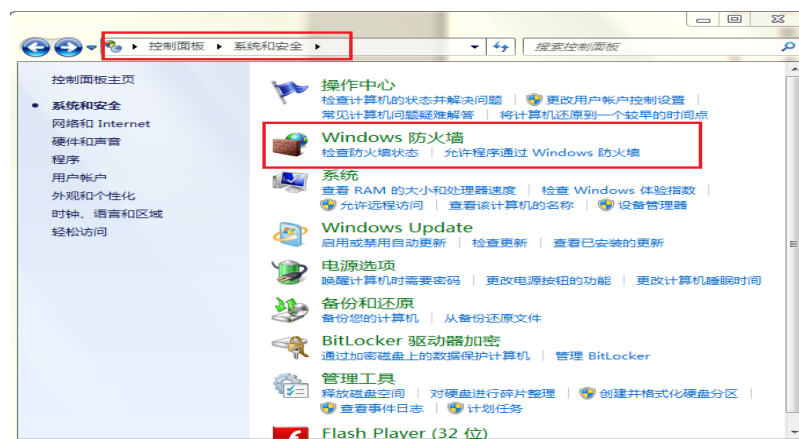 控制面板 ▸ 系统和安全 ▸
搜索控制面板
控制面板主页
系统和安全
网络和 Internet
硬件和声音
程序
用户帐户
外观和个性化
时钟、语言和区域
轻松访问
操作中心
检查计算机的状态并解决问题 更改用户帐户控制设置
常见计算机问题疑难解答 将计算机还原到一个较早的时间点
Windows 防火墙
检查防火墙状态 允许程序通过 Windows 防火墙
系统
查看 RAM 的大小和处理器速度 检查 Windows 体验指数
允许远程访问 查看该计算机的名称 设备管理器
Windows Update
启用或禁用自动更新 检查更新 查看已安装的更新
电源选项
唤醒计算机时需要密码 更改电源按钮的功能 更改计算机睡眠时间
备份和还原
备份您的计算机 从备份还原文件
BitLocker 驱动器加密
通过加密磁盘上的数据保护计算机 管理 BitLocker
管理工具
释放磁盘空间 对硬盘进行碎片整理 创建并格式化硬盘分区
查看事件日志 计划任务
Flash Player (32 位)